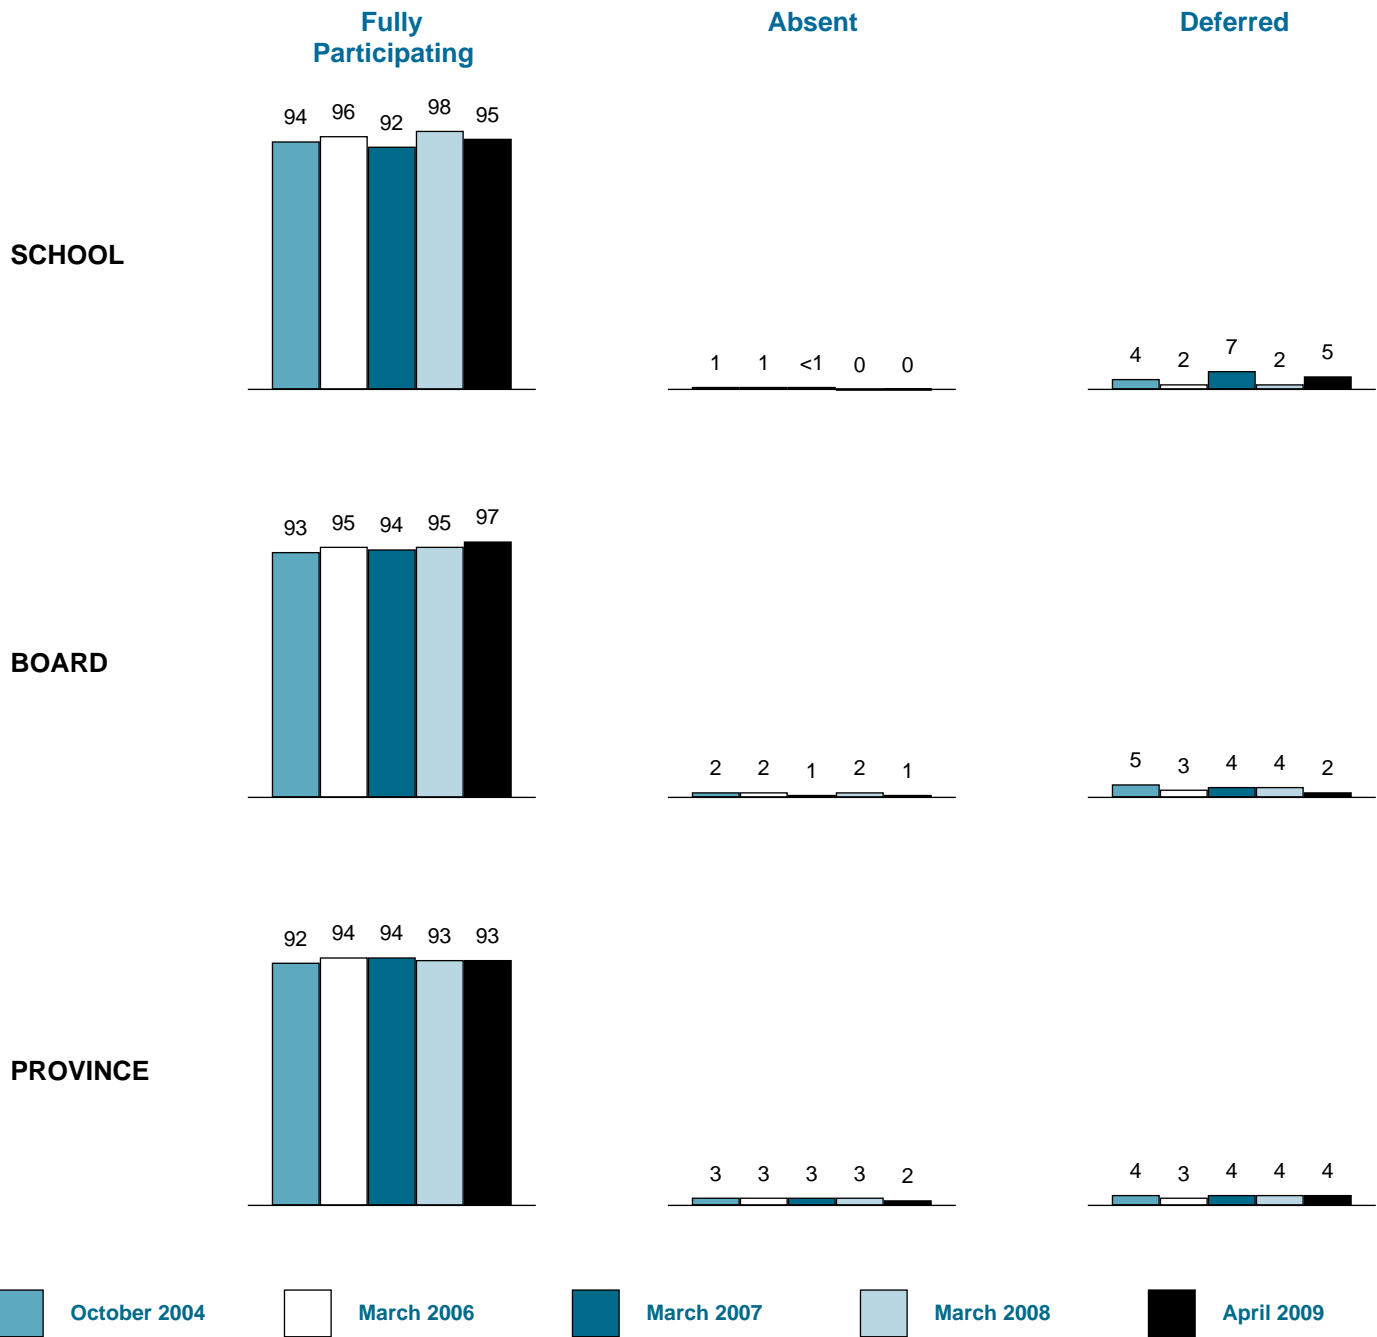 Fully
Participating
Absent
Deferred
SCHOOL
94 96 92 98 95
1 1 <1 0 0
4 2 7 2 5
BOARD
93 95 94 95 97
2 2 1 2 1
5 3 4 4 2
PROVINCE
92 94 94 93 93
3 3 3 3 2
4 3 4 4 4
October 2004
March 2006
March 2007
March 2008
April 2009